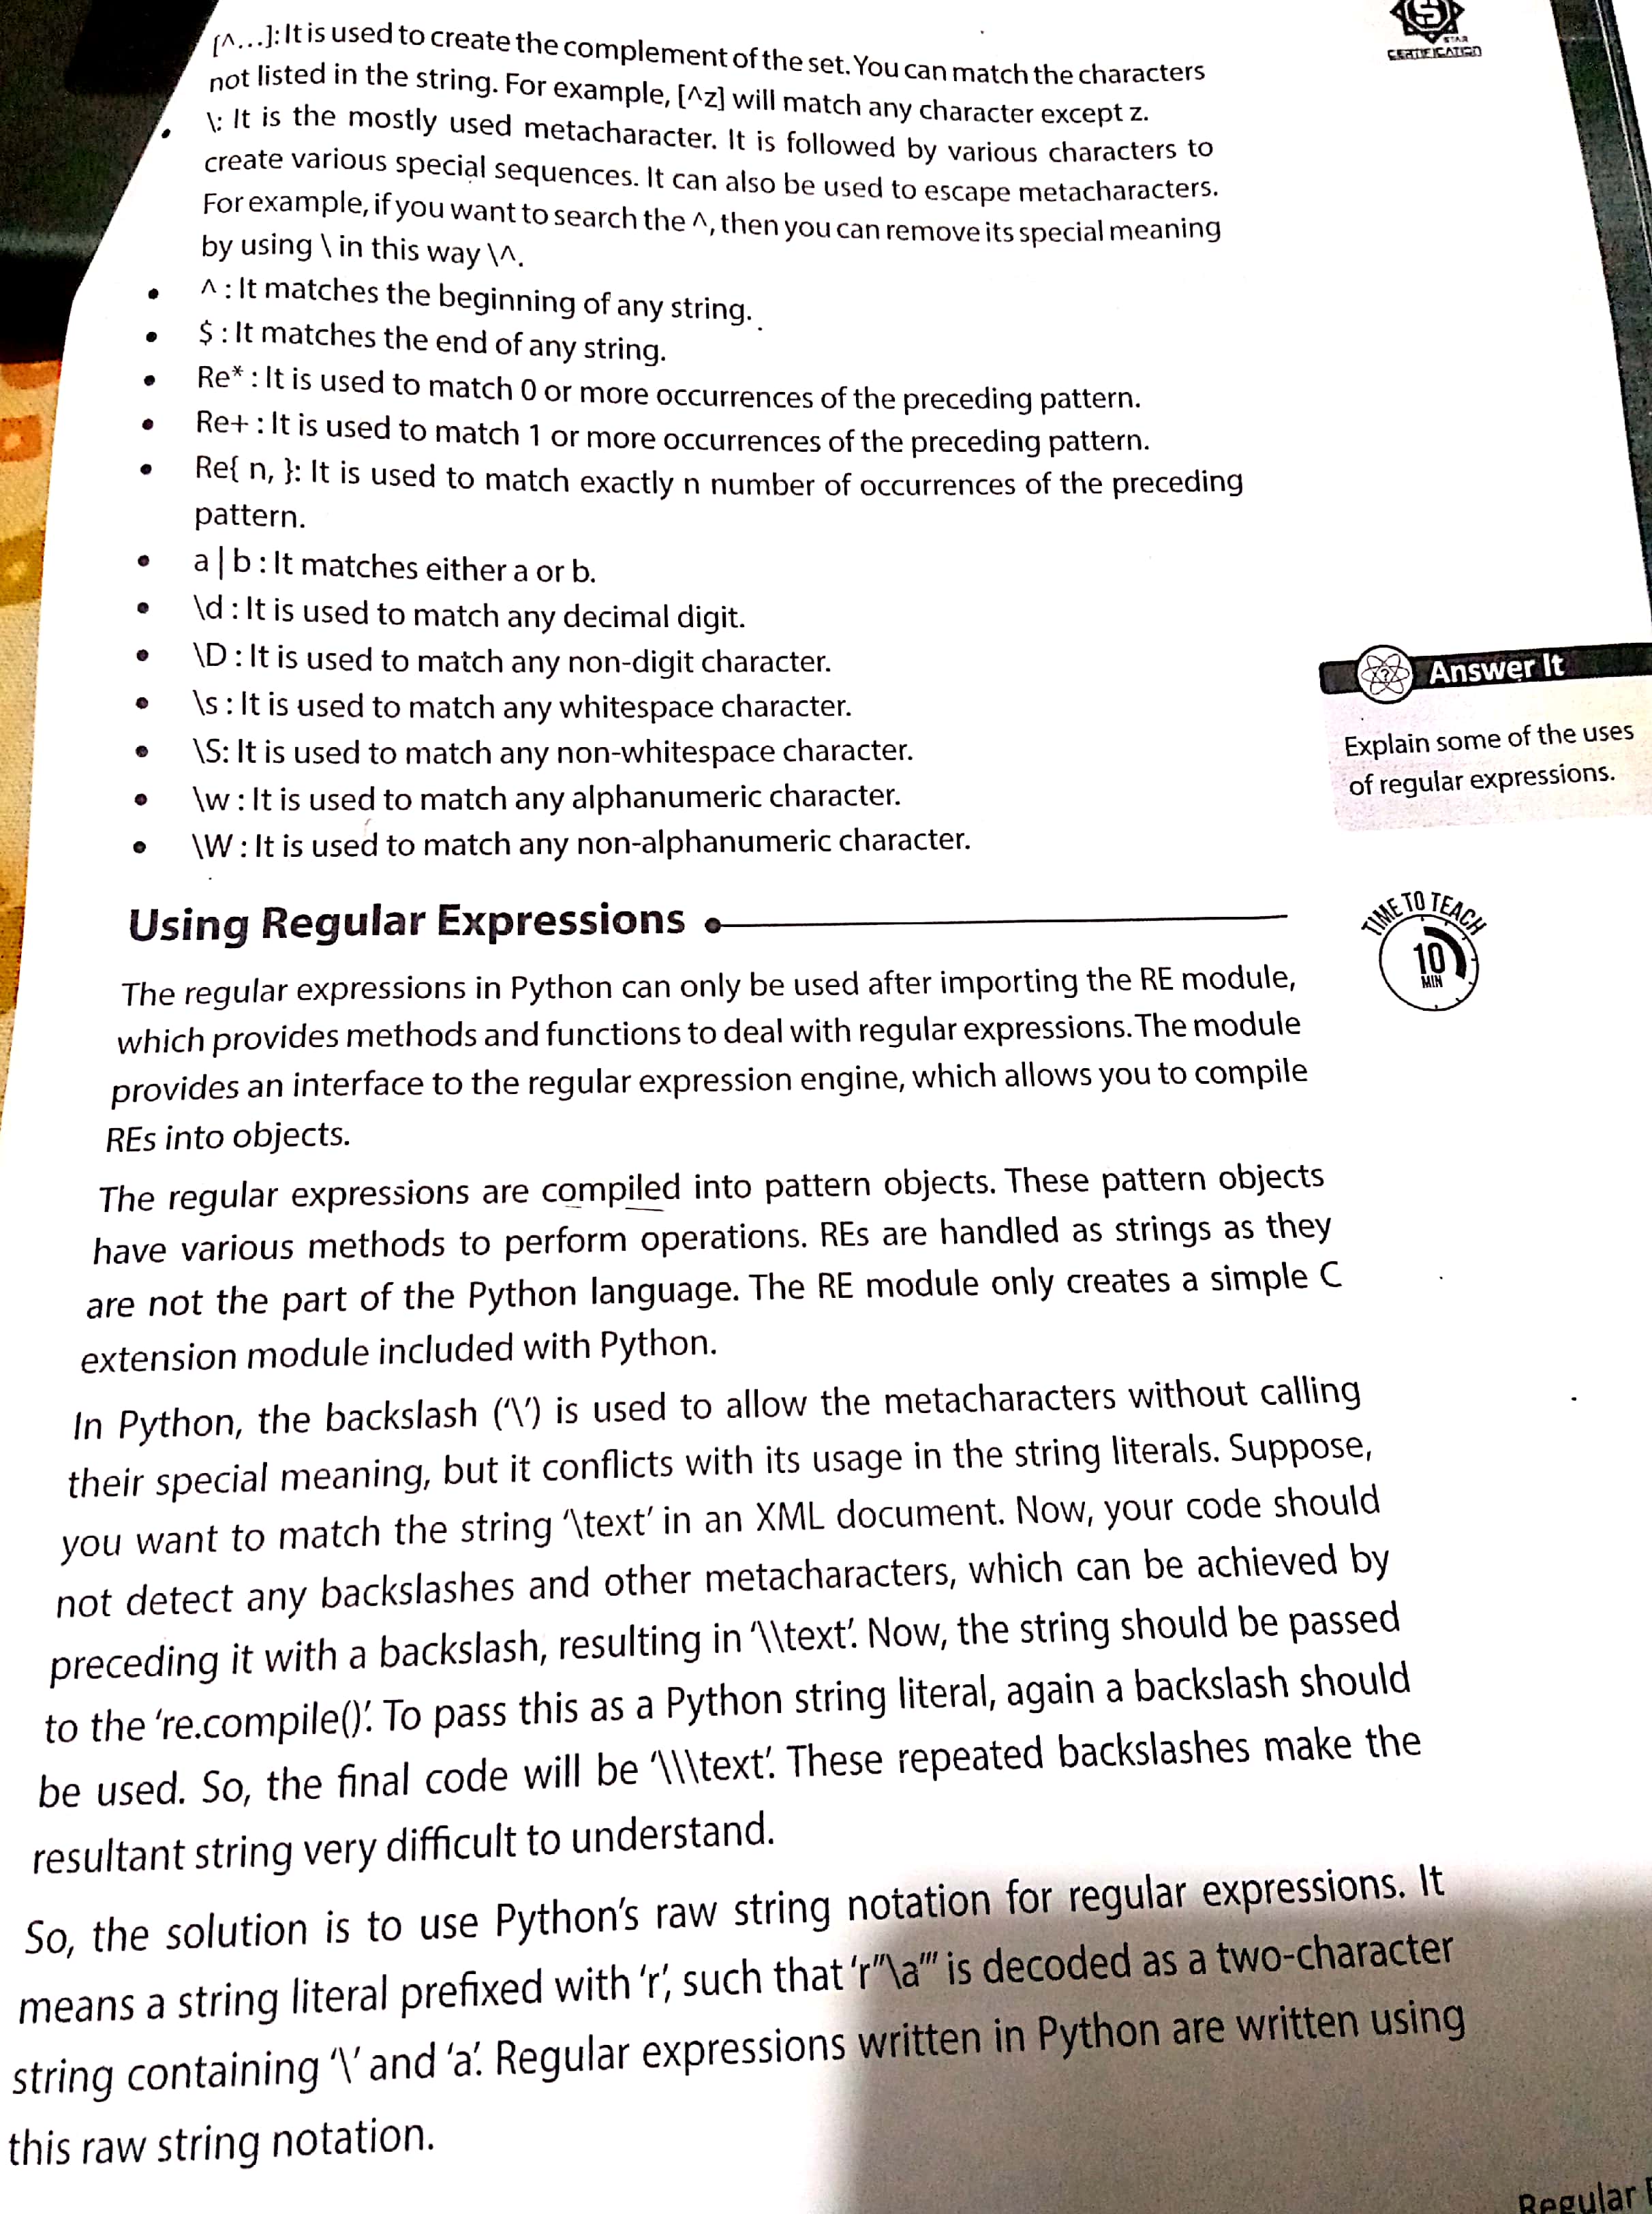 [^...]: It is used to create the complement of the set. You can match the characters
not listed in the string. For example, [^z] will match any character except z.
• \: It is the mostly used metacharacter. It is followed by various characters to
create various special sequences. It can also be used to escape metacharacters.
For example, if you want to search the ^, then you can remove its special meaning
by using \ in this way \^.
• ^ : It matches the beginning of any string.
• $ : It matches the end of any string.
• Re* : It is used to match 0 or more occurrences of the preceding pattern.
• Re+ : It is used to match 1 or more occurrences of the preceding pattern.
• Re{ n, }: It is used to match exactly n number of occurrences of the preceding
pattern.
• a | b : It matches either a or b.
• \d : It is used to match any decimal digit.
• \D : It is used to match any non-digit character.
• \s : It is used to match any whitespace character.
• \S: It is used to match any non-whitespace character.
• \w : It is used to match any alphanumeric character.
• \W : It is used to match any non-alphanumeric character.
Using Regular Expressions
The regular expressions in Python can only be used after importing the RE module,
which provides methods and functions to deal with regular expressions. The module
provides an interface to the regular expression engine, which allows you to compile
REs into objects.
The regular expressions are compiled into pattern objects. These pattern objects
have various methods to perform operations. REs are handled as strings as they
are not the part of the Python language. The RE module only creates a simple C
extension module included with Python.
In Python, the backslash ('\') is used to allow the metacharacters without calling
their special meaning, but it conflicts with its usage in the string literals. Suppose,
you want to match the string '\text' in an XML document. Now, your code should
not detect any backslashes and other metacharacters, which can be achieved by
preceding it with a backslash, resulting in '\\text'. Now, the string should be passed
to the 're.compile()'. To pass this as a Python string literal, again a backslash should
be used. So, the final code will be '\\\text'. These repeated backslashes make the
resultant string very difficult to understand.
So, the solution is to use Python's raw string notation for regular expressions. It
means a string literal prefixed with 'r', such that 'r"\a"' is decoded as a two-character
string containing '\' and 'a'. Regular expressions written in Python are written using
this raw string notation.
S
STAR
CERTIFICATION
Answer It
Explain some of the uses
of regular expressions.
TIME TO TEACH
10
MIN
Regular